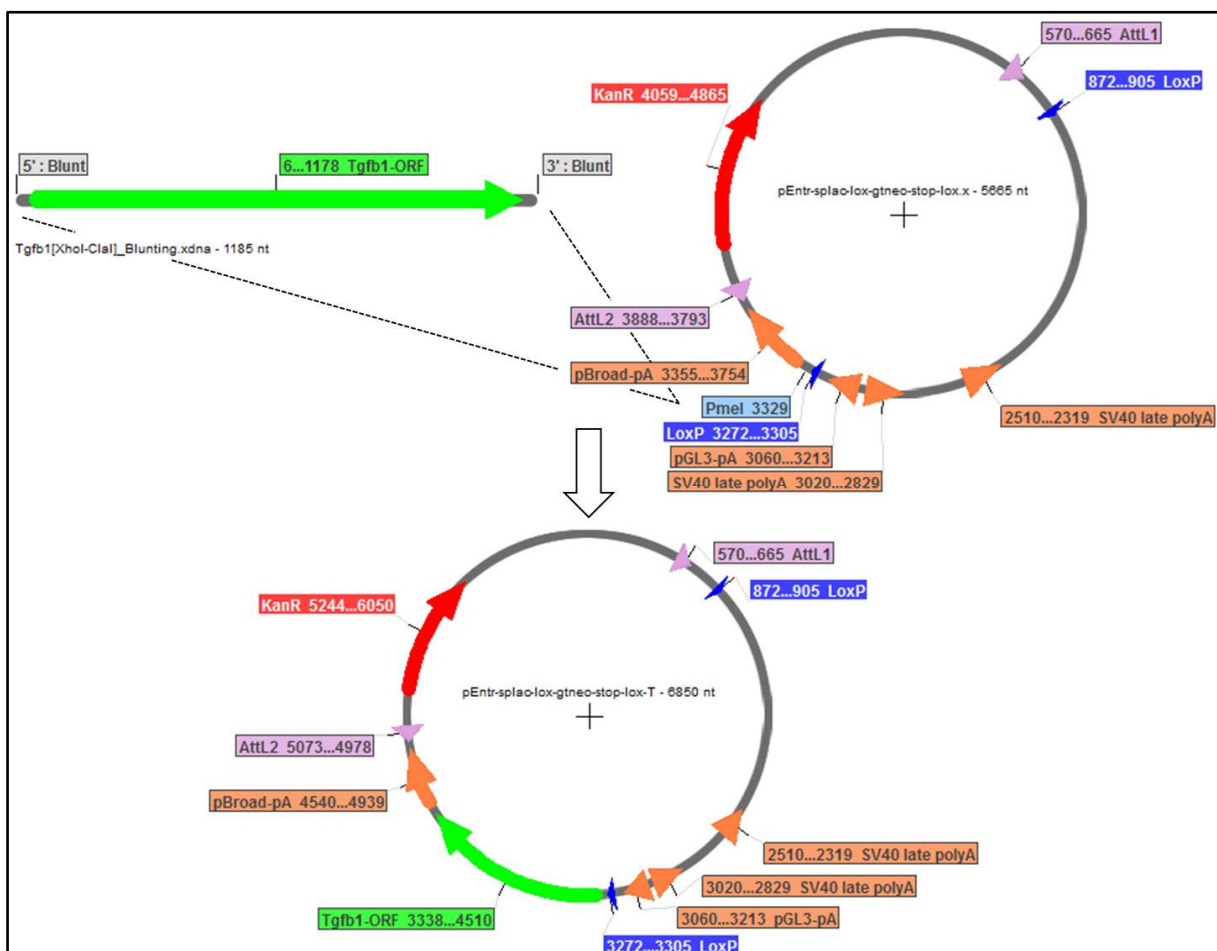 570...665 AttL1
872...905 LoxP
KanR 4059...4865
5' : Blunt
6...1178 Tgfb1-ORF
3' : Blunt
pEntr-splao-lox-gtneo-stop-lox.x - 5665 nt
Tgfb1[XhoI-ClaI]_Blunting.xdna - 1185 nt
AttL2 3888...3793
pBroad-pA 3355...3754
PmeI 3329
LoxP 3272...3305
pGL3-pA 3060...3213
SV40 late polyA 3020...2829
2510...2319 SV40 late polyA
570...665 AttL1
872...905 LoxP
KanR 5244...6050
pEntr-splao-lox-gtneo-stop-lox-T - 6850 nt
AttL2 5073...4978
pBroad-pA 4540...4939
2510...2319 SV40 late polyA
3020...2829 SV40 late polyA
Tgfb1-ORF 3338...4510
3060...3213 pGL3-pA
3272...3305 LoxP